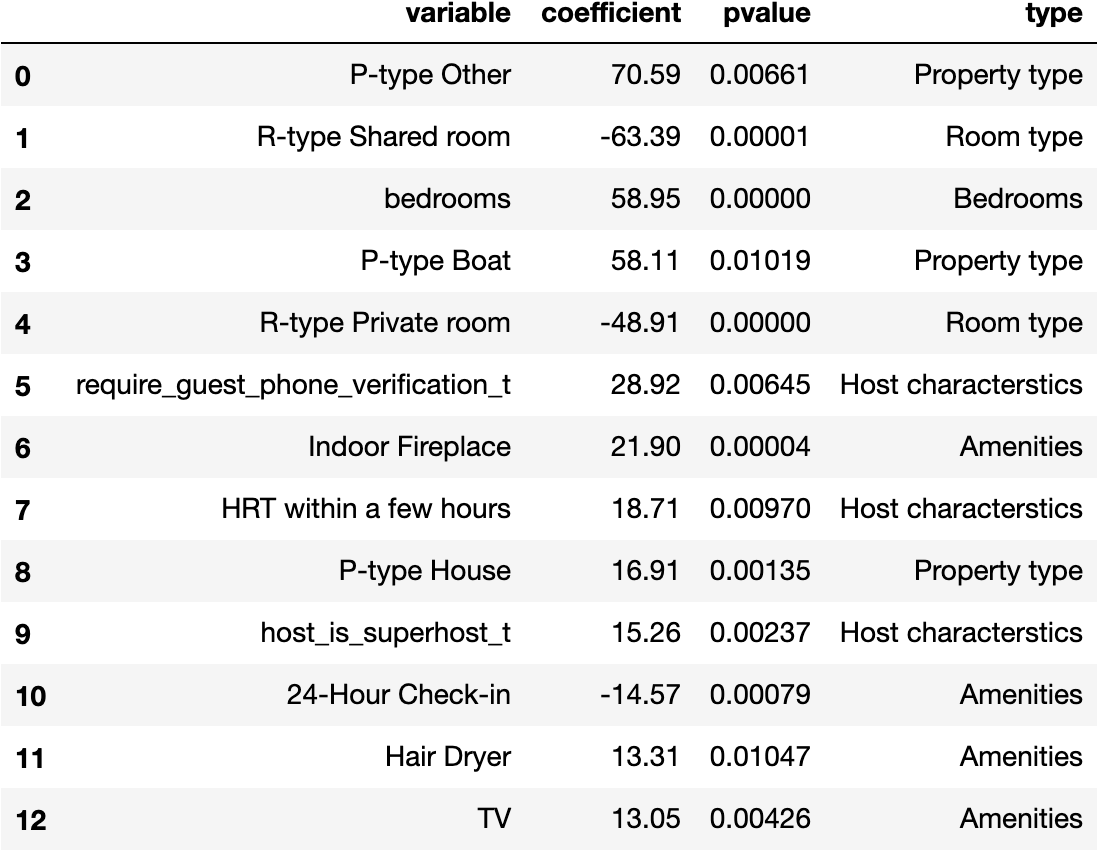 variable coefficient pvalue type
0 P-type Other 70.59 0.00661 Property type
1 R-type Shared room -63.39 0.00001 Room type
2 bedrooms 58.95 0.00000 Bedrooms
3 P-type Boat 58.11 0.01019 Property type
4 R-type Private room -48.91 0.00000 Room type
5 require_guest_phone_verification_t 28.92 0.00645 Host characterstics
6 Indoor Fireplace 21.90 0.00004 Amenities
7 HRT within a few hours 18.71 0.00970 Host characterstics
8 P-type House 16.91 0.00135 Property type
9 host_is_superhost_t 15.26 0.00237 Host characterstics
10 24-Hour Check-in -14.57 0.00079 Amenities
11 Hair Dryer 13.31 0.01047 Amenities
12 TV 13.05 0.00426 Amenities